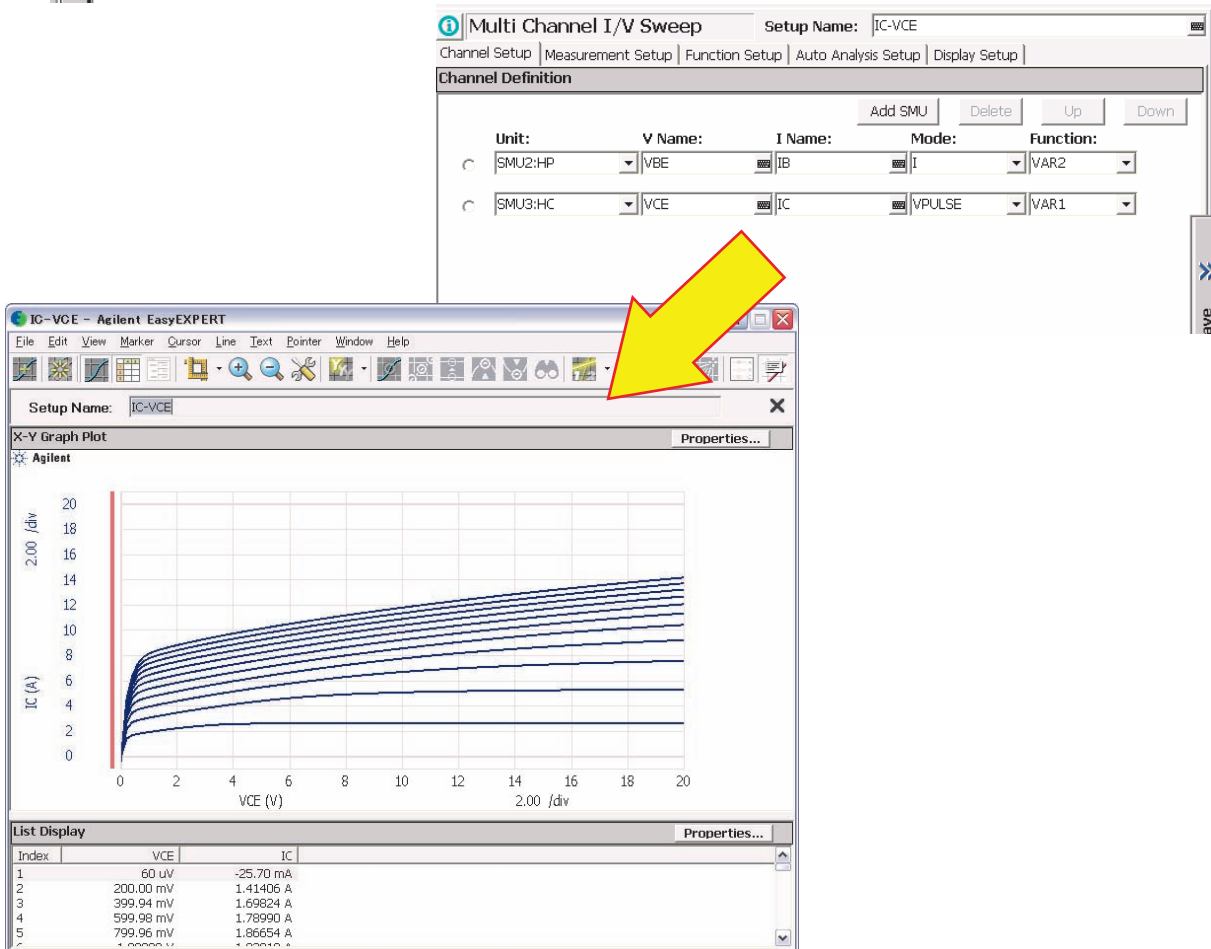 Multi Channel I/V Sweep Setup Name: IC-VCE
Channel Setup Measurement Setup Function Setup Auto Analysis Setup Display Setup
Channel Definition
Add SMU Delete Up Down
Unit: V Name: I Name: Mode: Function:
SMU2:HP VBE IB I VAR2
SMU3:HC VCE IC VPULSE VAR1
IC-VCE - Agilent EasyEXPERT
File Edit View Marker Cursor Line Text Pointer Window Help
Setup Name: IC-VCE
X-Y Graph Plot Properties...
Agilent
20
18
16
14
12
10
8
6
4
2
0
2.00 /div
IC (A)
0 2 4 6 8 10 12 14 16 18 20
VCE (V) 2.00 /div
List Display Properties...
Index VCE IC
1 60 uV -25.70 mA
2 200.00 mV 1.41406 A
3 399.94 mV 1.69824 A
4 599.98 mV 1.78990 A
5 799.96 mV 1.86654 A